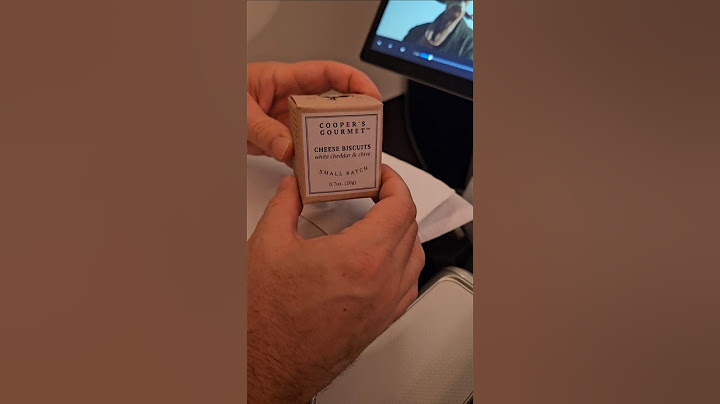 COOPER'S
GOURMET™
CHEESE BISCUITS
white cheddar & chive
SMALL BATCH
0.7oz. (20g)